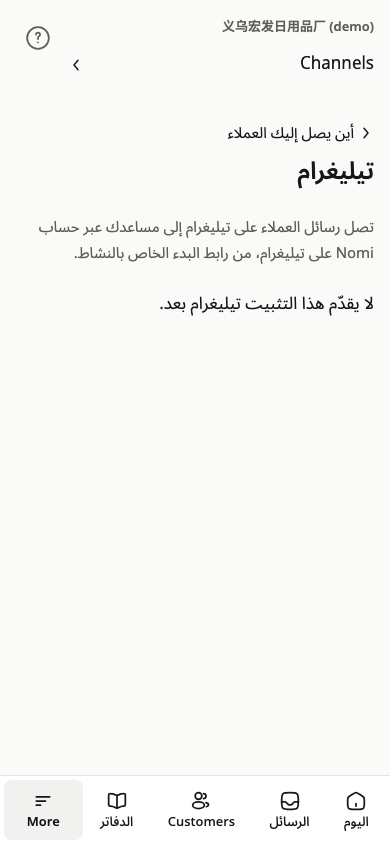 义乌宏发日用品厂 (demo)
Channels
أين يصل إليك العملاء
تيليغرام
تصل رسائل العملاء على تيليغرام إلى مساعدك عبر حساب
Nomi على تيليغرام، من رابط البدء الخاص بالنشاط.
لا يقدّم هذا التثبيت تيليغرام بعد.
اليوم
الرسائل
Customers
الدفاتر
More